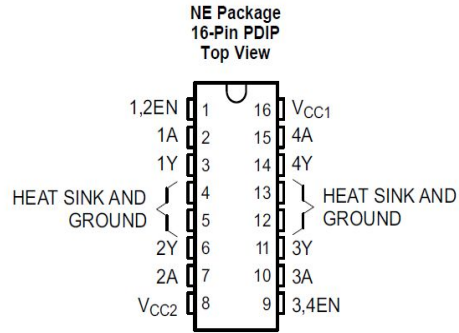 NE Package
16-Pin PDIP
Top View
1,2EN 1 16 VCC1
1A 2 15 4A
1Y 3 14 4Y
HEAT SINK AND GROUND 4 13 HEAT SINK AND GROUND
5 12
2Y 6 11 3Y
2A 7 10 3A
VCC2 8 9 3,4EN